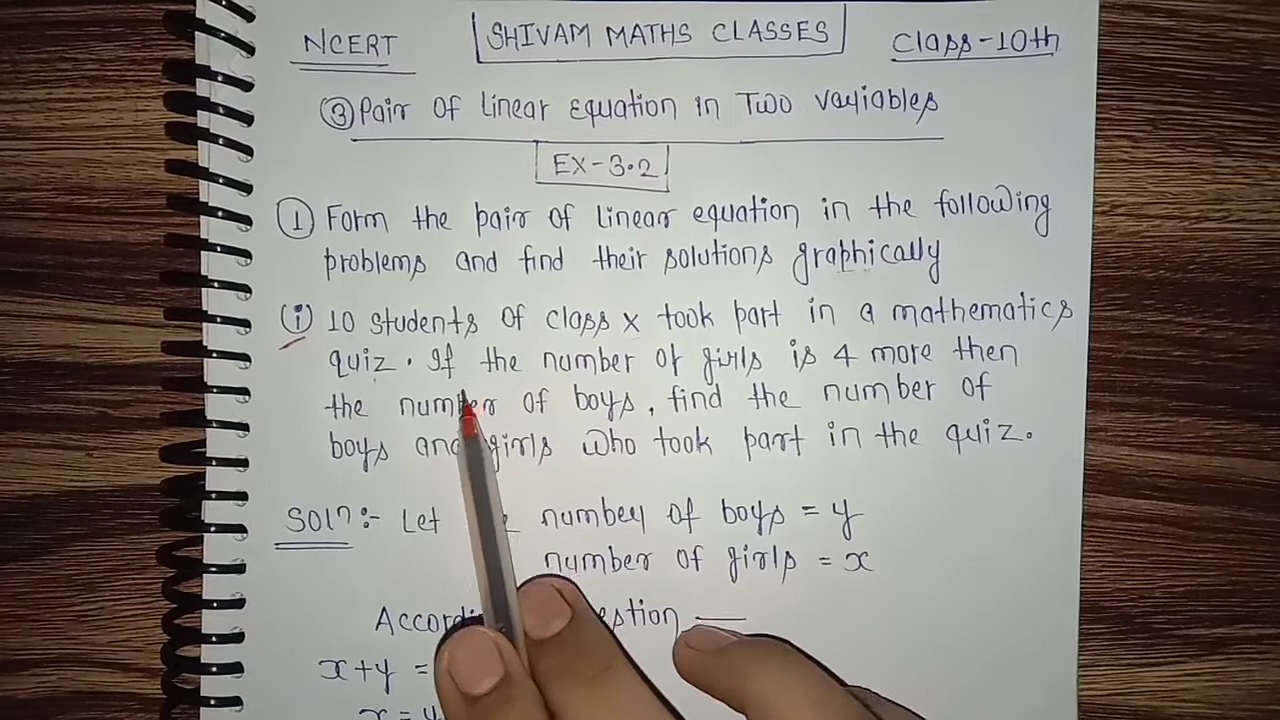 NCERT
SHIVAM MATHS CLASSES
Class-10th
③ Pair of linear Equation in Two variables
EX-3.2
① Form the pair of linear equation in the following
problems and find their solutions graphically
(i) 10 students of class x took part in a mathematics
quiz. If the number of girls is 4 more then
the number of boys, find the number of
boys and girls who took part in the quiz.
Soln:- Let number of boys = y
number of girls = x
x+y =